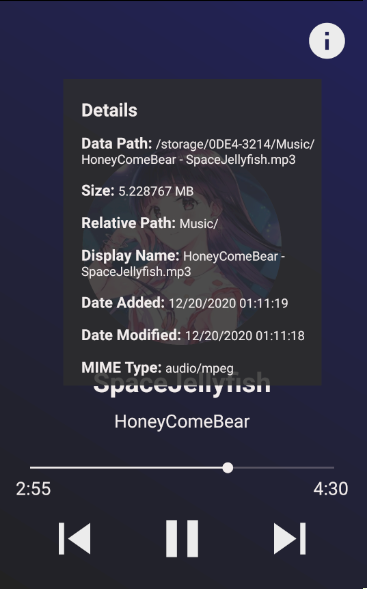 Details
Data Path: /storage/0DE4-3214/Music/
HoneyComeBear - SpaceJellyfish.mp3
Size: 5.228767 MB
Relative Path: Music/
Display Name: HoneyComeBear -
SpaceJellyfish.mp3
Date Added: 12/20/2020 01:11:19
Date Modified: 12/20/2020 01:11:18
MIME Type: audio/mpeg
SpaceJellyfish
HoneyComeBear
2:55 4:30